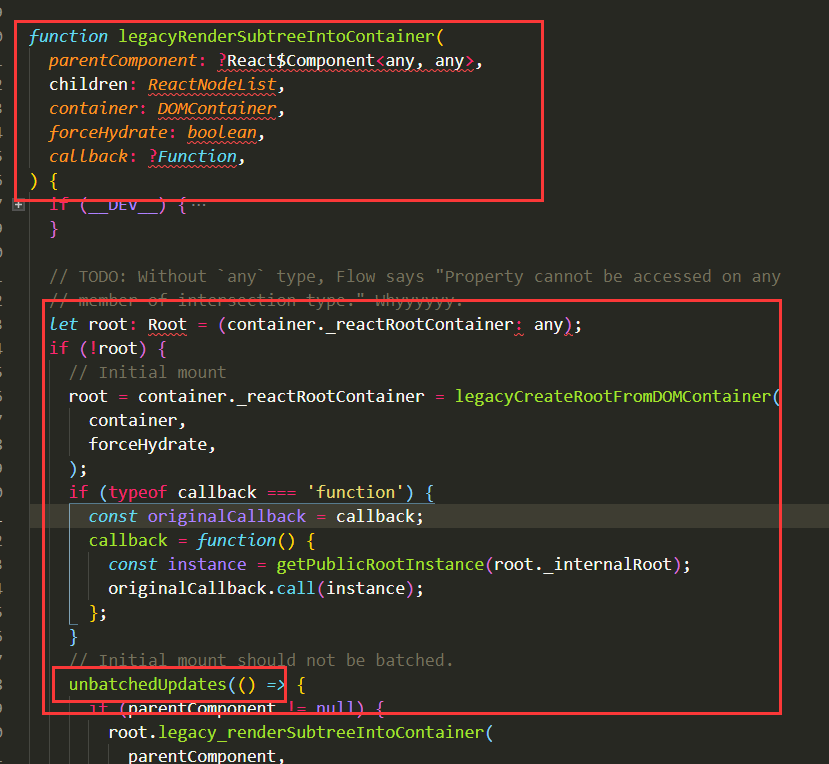 function legacyRenderSubtreeIntoContainer(
parentComponent: ?React$Component<any, any>,
children: ReactNodeList,
container: DOMContainer,
forceHydrate: boolean,
callback: ?Function,
) {
if (__DEV__) {···
}
// TODO: Without `any` type, Flow says "Property cannot be accessed on any
// member of intersection type." Whyyyyyy.
let root: Root = (container._reactRootContainer: any);
if (!root) {
// Initial mount
root = container._reactRootContainer = legacyCreateRootFromDOMContainer(
container,
forceHydrate,
);
if (typeof callback === 'function') {
const originalCallback = callback;
callback = function() {
const instance = getPublicRootInstance(root._internalRoot);
originalCallback.call(instance);
};
}
// Initial mount should not be batched.
unbatchedUpdates(() => {
if (parentComponent != null) {
root.legacy_renderSubtreeIntoContainer(
parentComponent,